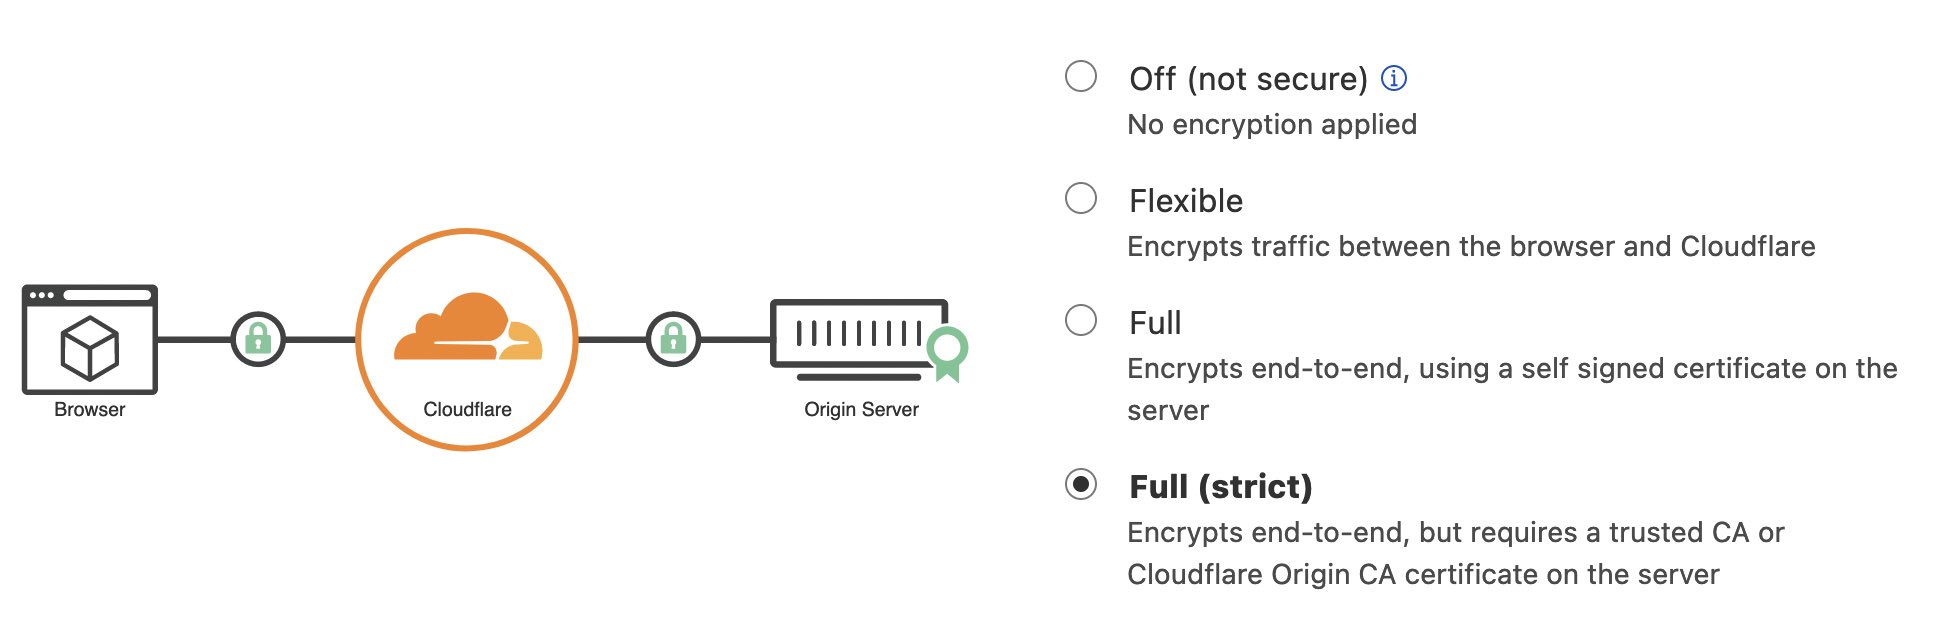 Browser
Cloudflare
Origin Server
Off (not secure)
No encryption applied
Flexible
Encrypts traffic between the browser and Cloudflare
Full
Encrypts end-to-end, using a self signed certificate on the
server
Full (strict)
Encrypts end-to-end, but requires a trusted CA or
Cloudflare Origin CA certificate on the server